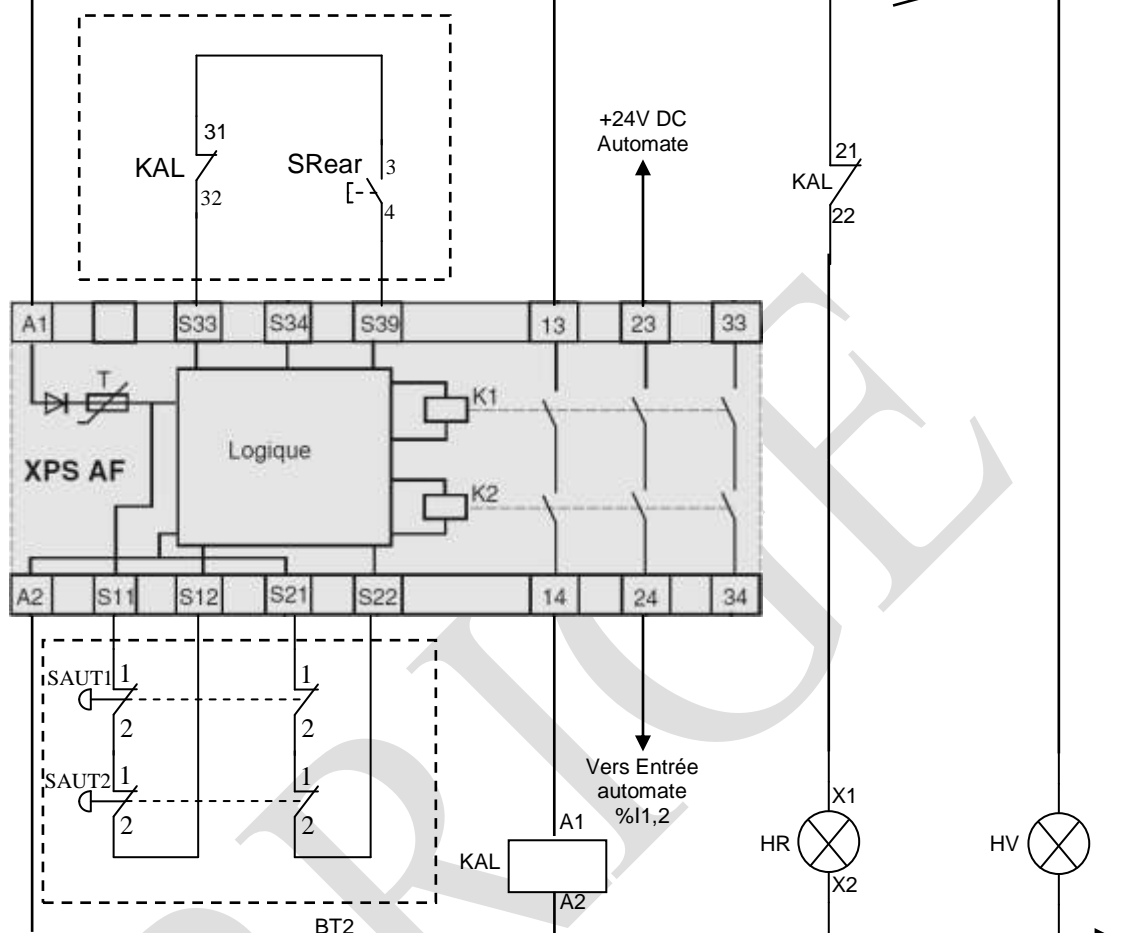 31
KAL
32
SRear
3
4
+24V DC
Automate
21
KAL
22
A1
S33
S34
S39
13
23
33
T
K1
Logique
XPS AF
K2
A2
S11
S12
S21
S22
14
24
34
SAUT1
1
2
1
2
SAUT2
1
2
1
2
BT2
Vers Entrée
automate
%I1,2
A1
KAL
A2
X1
HR
X2
HV